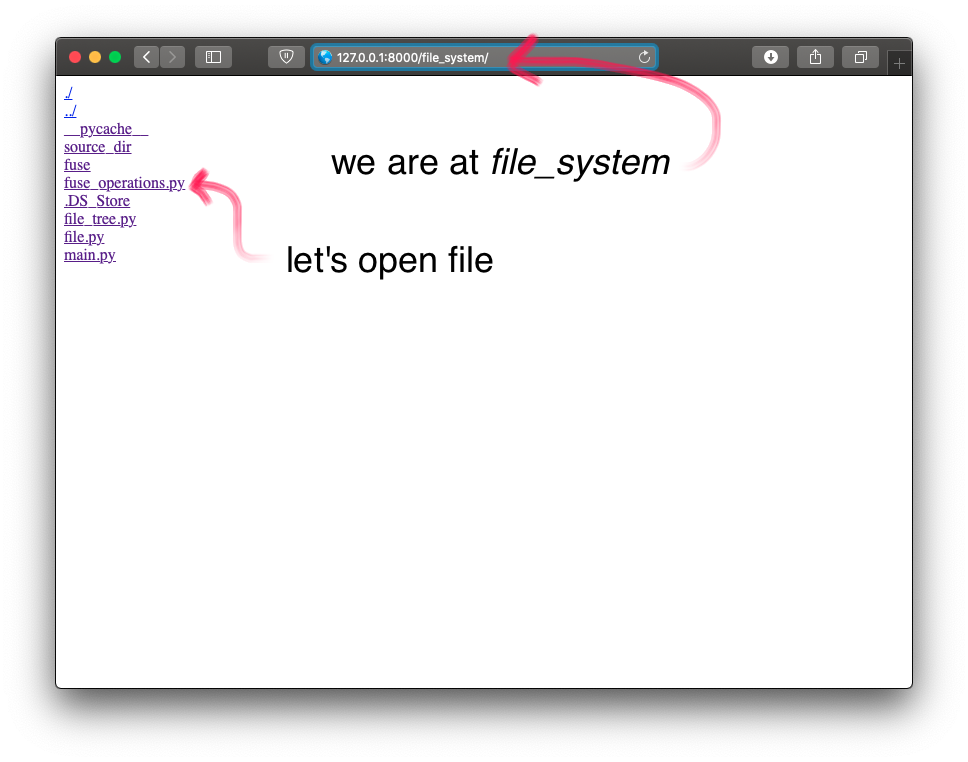 127.0.0.1:8000/file_system/
./
../
__pycache__
source_dir
we are at file_system
fuse
fuse_operations.py
.DS_Store
file_tree.py
file.py
let's open file
main.py